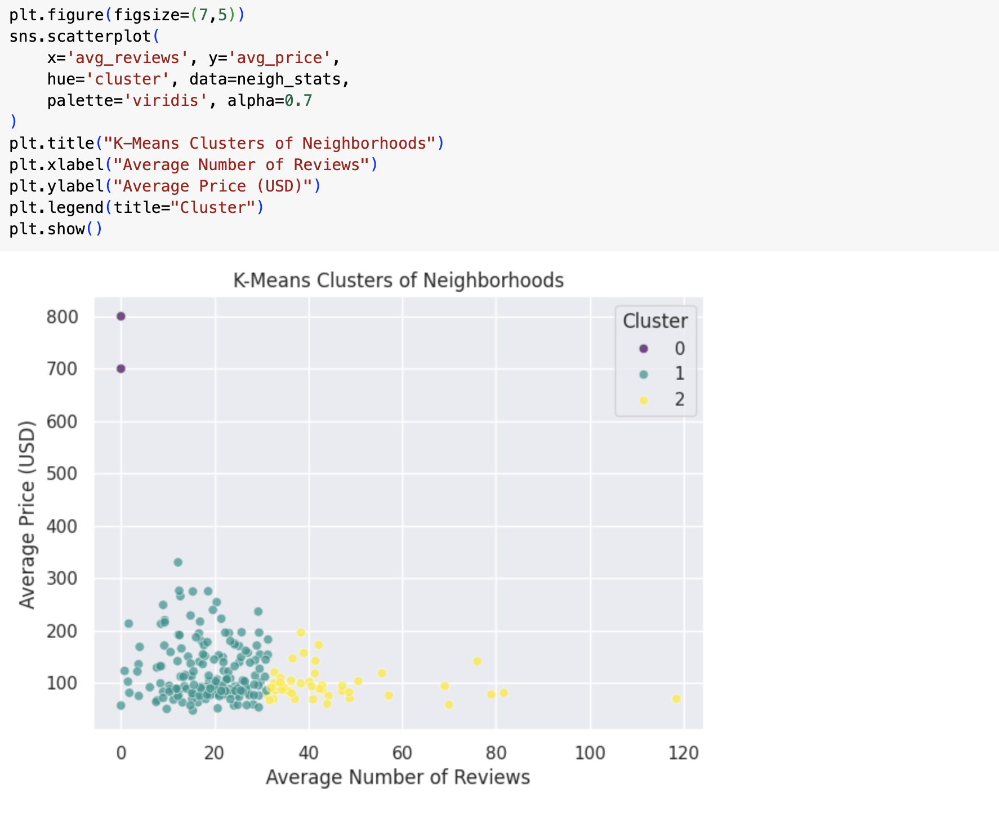 plt.figure(figsize=(7,5))
sns.scatterplot(
    x='avg_reviews', y='avg_price',
    hue='cluster', data=neigh_stats,
    palette='viridis', alpha=0.7
)
plt.title("K-Means Clusters of Neighborhoods")
plt.xlabel("Average Number of Reviews")
plt.ylabel("Average Price (USD)")
plt.legend(title="Cluster")
plt.show()
K-Means Clusters of Neighborhoods
Cluster
0
1
2
Average Price (USD)
800
700
600
500
400
300
200
100
0 20 40 60 80 100 120
Average Number of Reviews